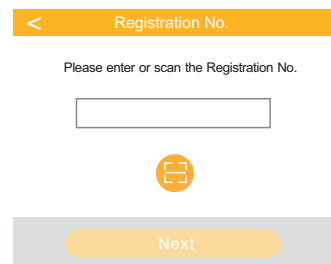 < Registration No.
Please enter or scan the Registration No.
Next